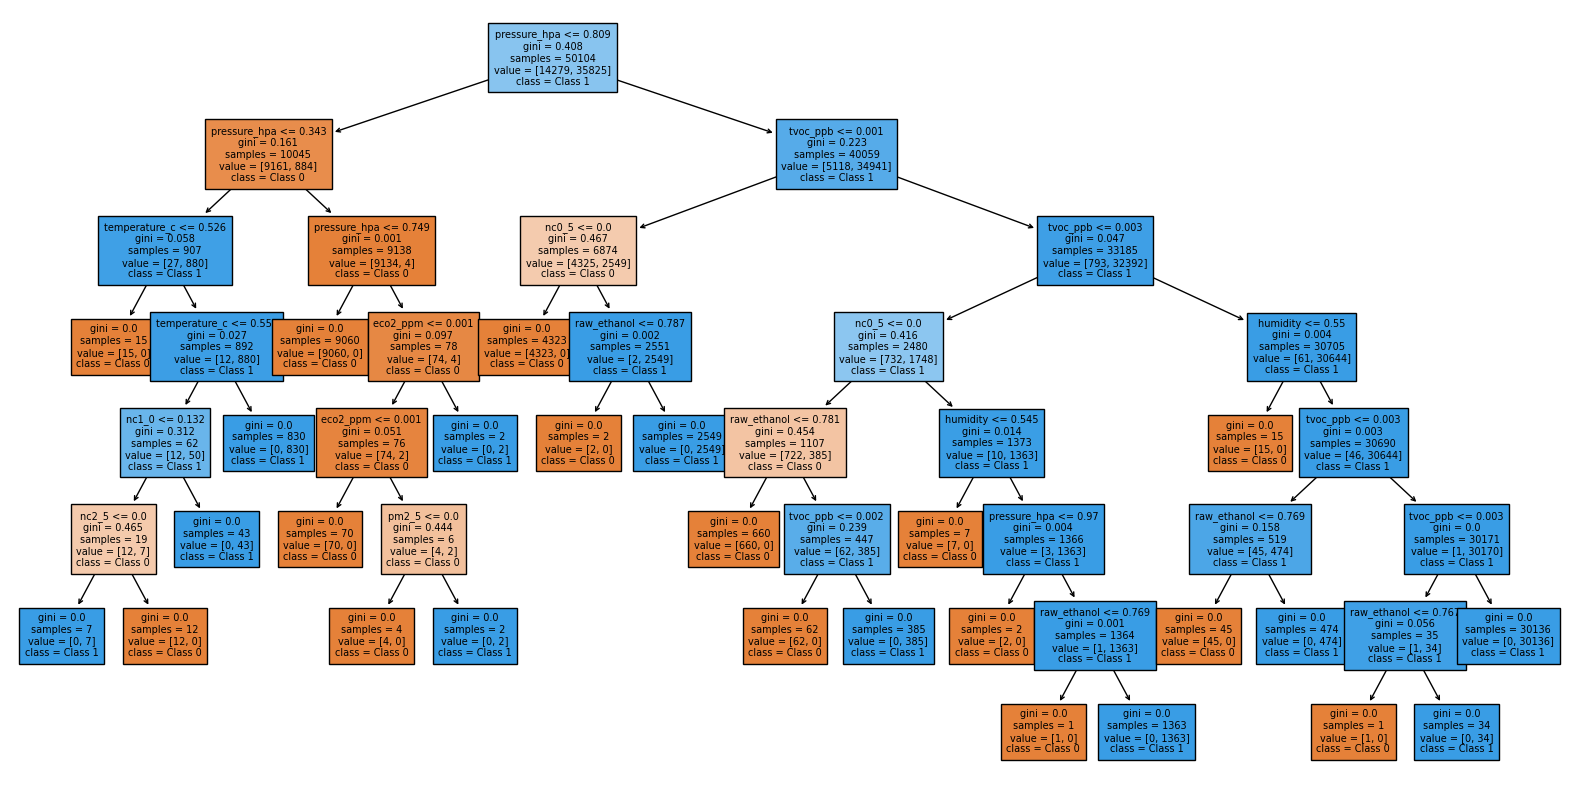 pressure_hpa <= 0.809
gini = 0.408
samples = 50104
value = [14279, 35825]
class = Class 1
pressure_hpa <= 0.343
gini = 0.161
samples = 10045
value = [9161, 884]
class = Class 0
tvoc_ppb <= 0.001
gini = 0.223
samples = 40059
value = [5118, 34941]
class = Class 1
temperature_c <= 0.526
gini = 0.058
samples = 907
value = [27, 880]
class = Class 1
pressure_hpa <= 0.749
gini = 0.001
samples = 9138
value = [9134, 4]
class = Class 0
nc0_5 <= 0.0
gini = 0.467
samples = 6874
value = [4325, 2549]
class = Class 0
tvoc_ppb <= 0.003
gini = 0.047
samples = 33185
value = [793, 32392]
class = Class 1
gini = 0.0
samples = 15
value = [15, 0]
class = Class 0
temperature_c <= 0.55
gini = 0.027
samples = 892
value = [12, 880]
class = Class 1
gini = 0.0
samples = 9060
value = [9060, 0]
class = Class 0
eco2_ppm <= 0.001
gini = 0.097
samples = 78
value = [74, 4]
class = Class 0
gini = 0.0
samples = 4323
value = [4323, 0]
class = Class 0
raw_ethanol <= 0.787
gini = 0.002
samples = 2551
value = [2, 2549]
class = Class 1
nc0_5 <= 0.0
gini = 0.416
samples = 2480
value = [732, 1748]
class = Class 1
humidity <= 0.55
gini = 0.004
samples = 30705
value = [61, 30644]
class = Class 1
nc1_0 <= 0.132
gini = 0.312
samples = 62
value = [12, 50]
class = Class 1
gini = 0.0
samples = 830
value = [0, 830]
class = Class 1
eco2_ppm <= 0.001
gini = 0.051
samples = 76
value = [74, 2]
class = Class 0
gini = 0.0
samples = 2
value = [0, 2]
class = Class 1
gini = 0.0
samples = 2
value = [2, 0]
class = Class 0
gini = 0.0
samples = 2549
value = [0, 2549]
class = Class 1
raw_ethanol <= 0.781
gini = 0.454
samples = 1107
value = [722, 385]
class = Class 0
humidity <= 0.545
gini = 0.014
samples = 1373
value = [10, 1363]
class = Class 1
gini = 0.0
samples = 15
value = [15, 0]
class = Class 0
tvoc_ppb <= 0.003
gini = 0.003
samples = 30690
value = [46, 30644]
class = Class 1
nc2_5 <= 0.0
gini = 0.465
samples = 19
value = [12, 7]
class = Class 0
gini = 0.0
samples = 43
value = [0, 43]
class = Class 1
gini = 0.0
samples = 70
value = [70, 0]
class = Class 0
pm2_5 <= 0.0
gini = 0.444
samples = 6
value = [4, 2]
class = Class 0
gini = 0.0
samples = 660
value = [660, 0]
class = Class 0
tvoc_ppb <= 0.002
gini = 0.239
samples = 447
value = [62, 385]
class = Class 1
gini = 0.0
samples = 7
value = [7, 0]
class = Class 0
pressure_hpa <= 0.97
gini = 0.004
samples = 1366
value = [3, 1363]
class = Class 1
raw_ethanol <= 0.769
gini = 0.158
samples = 519
value = [45, 474]
class = Class 1
tvoc_ppb <= 0.003
gini = 0.0
samples = 30171
value = [1, 30170]
class = Class 1
gini = 0.0
samples = 7
value = [0, 7]
class = Class 1
gini = 0.0
samples = 12
value = [12, 0]
class = Class 0
gini = 0.0
samples = 4
value = [4, 0]
class = Class 0
gini = 0.0
samples = 2
value = [0, 2]
class = Class 1
gini = 0.0
samples = 62
value = [62, 0]
class = Class 0
gini = 0.0
samples = 385
value = [0, 385]
class = Class 1
gini = 0.0
samples = 2
value = [2, 0]
class = Class 0
raw_ethanol <= 0.769
gini = 0.001
samples = 1364
value = [1, 1363]
class = Class 1
gini = 0.0
samples = 45
value = [45, 0]
class = Class 0
gini = 0.0
samples = 474
value = [0, 474]
class = Class 1
raw_ethanol <=
gini = 0.056
samples = 35
value = [1, 34]
class = Class 1
gini = 0.0
samples = 30136
value = [0, 30136]
class = Class 1
gini = 0.0
samples = 1
value = [1, 0]
class = Class 0
gini = 0.0
samples = 1363
value = [0, 1363]
class = Class 1
gini = 0.0
samples = 1
value = [1, 0]
class = Class 0
gini = 0.0
samples = 34
value = [0, 34]
class = Class 1